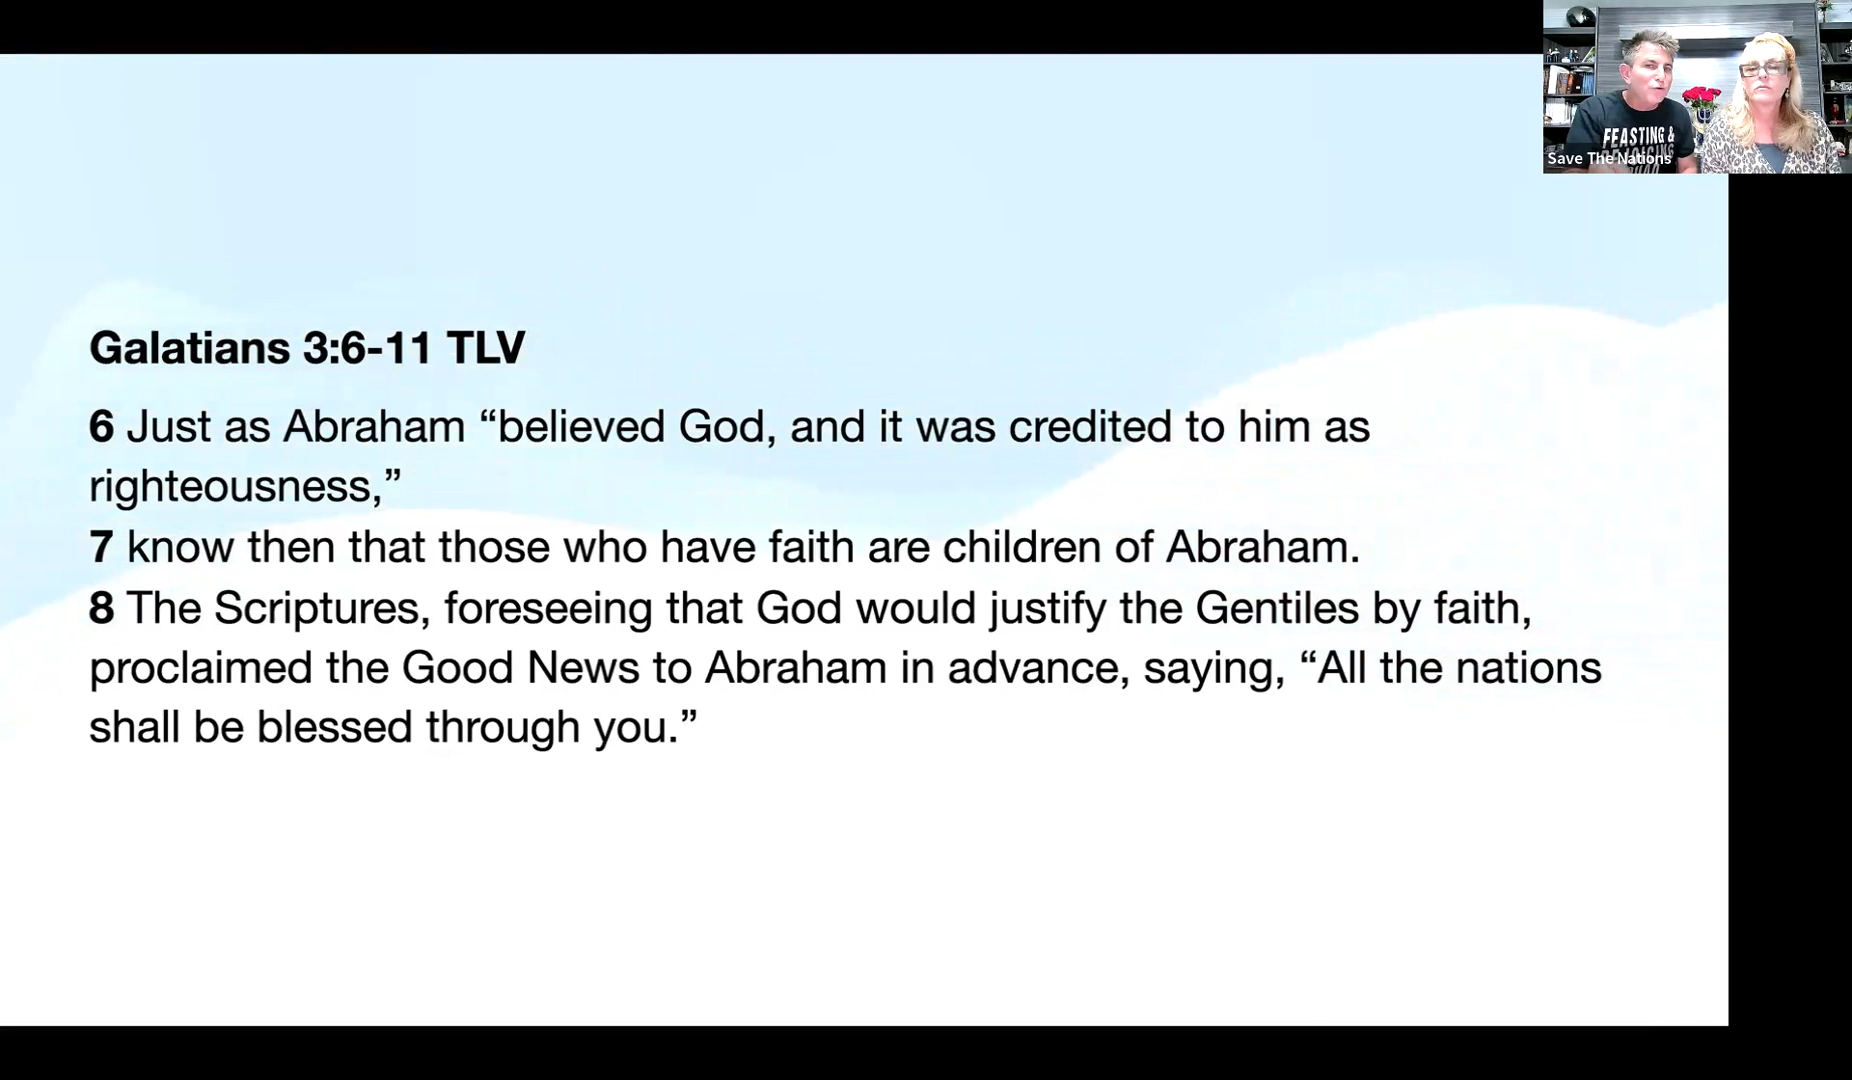 Galatians 3:6-11 TLV
6 Just as Abraham “believed God, and it was credited to him as
righteousness,”
7 know then that those who have faith are children of Abraham.
8 The Scriptures, foreseeing that God would justify the Gentiles by faith,
proclaimed the Good News to Abraham in advance, saying, “All the nations
shall be blessed through you.”
FEASTING &
Save The Nations